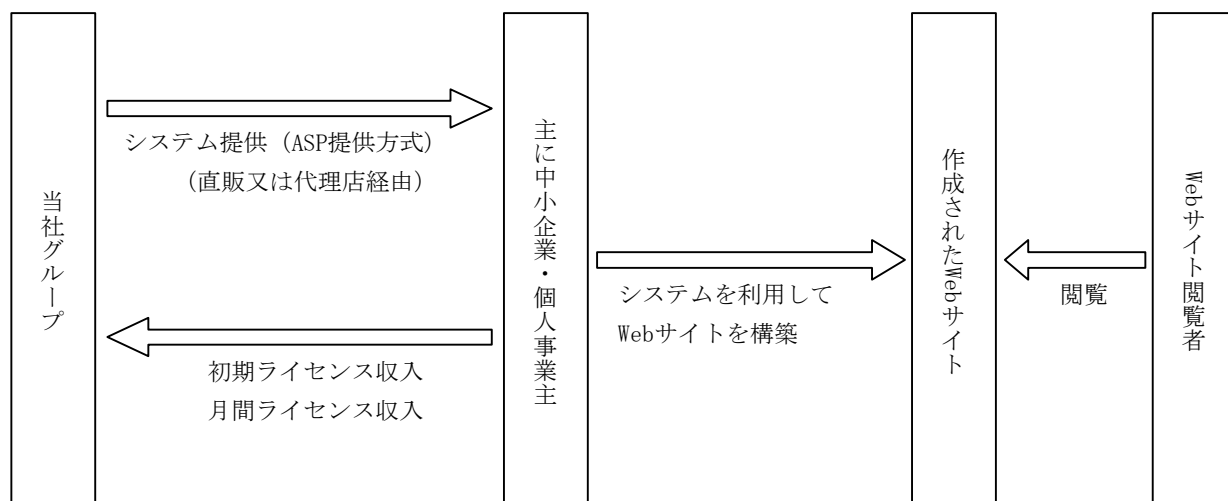 当社グループ
システム提供（ASP提供方式）
（直販又は代理店経由）
初期ライセンス収入
月間ライセンス収入
主に中小企業・個人事業主
システムを利用して
Webサイトを構築
作成されたWebサイト
閲覧
Webサイト閲覧者